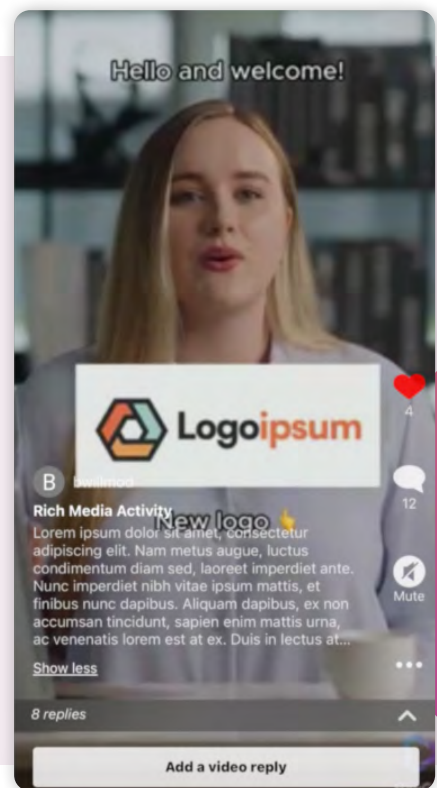 Hello and welcome!
Logoipsum
4
B
Rich Media Activity
New logo 👆
Lorem ipsum dolor sit amet, consectetur
adipiscing elit. Nam metus augue, luctus
condimentum diam sed, laoreet imperdiet ante.
Nunc imperdiet nibh vitae ipsum mattis, et
finibus nunc dapibus. Aliquam dapibus, ex non
accumsan tincidunt, sapien enim mattis urna,
ac venenatis lorem est at ex. Duis in lectus at...
12
Mute
Show less
8 replies
Add a video reply